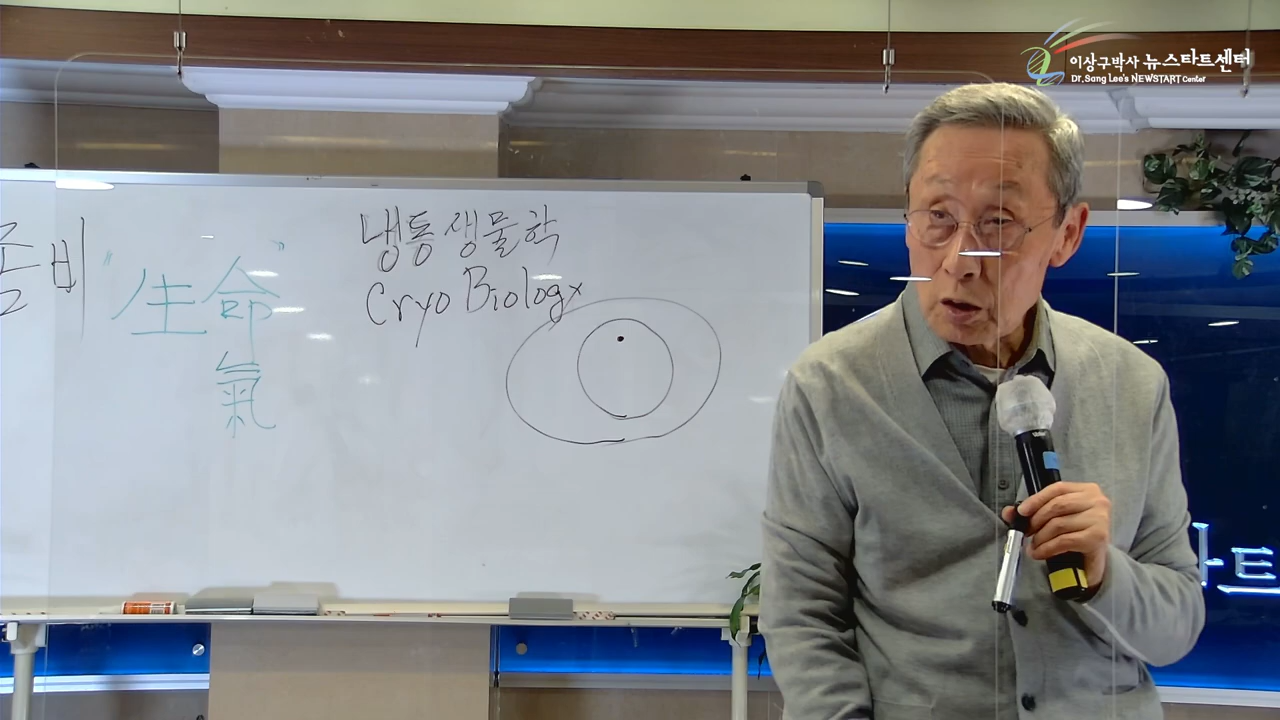 이상구박사 뉴스타트센터
Dr. Sang Lee's NEWSTART Center
냉동생물학
Cryo Biology
비
"生命"
氣